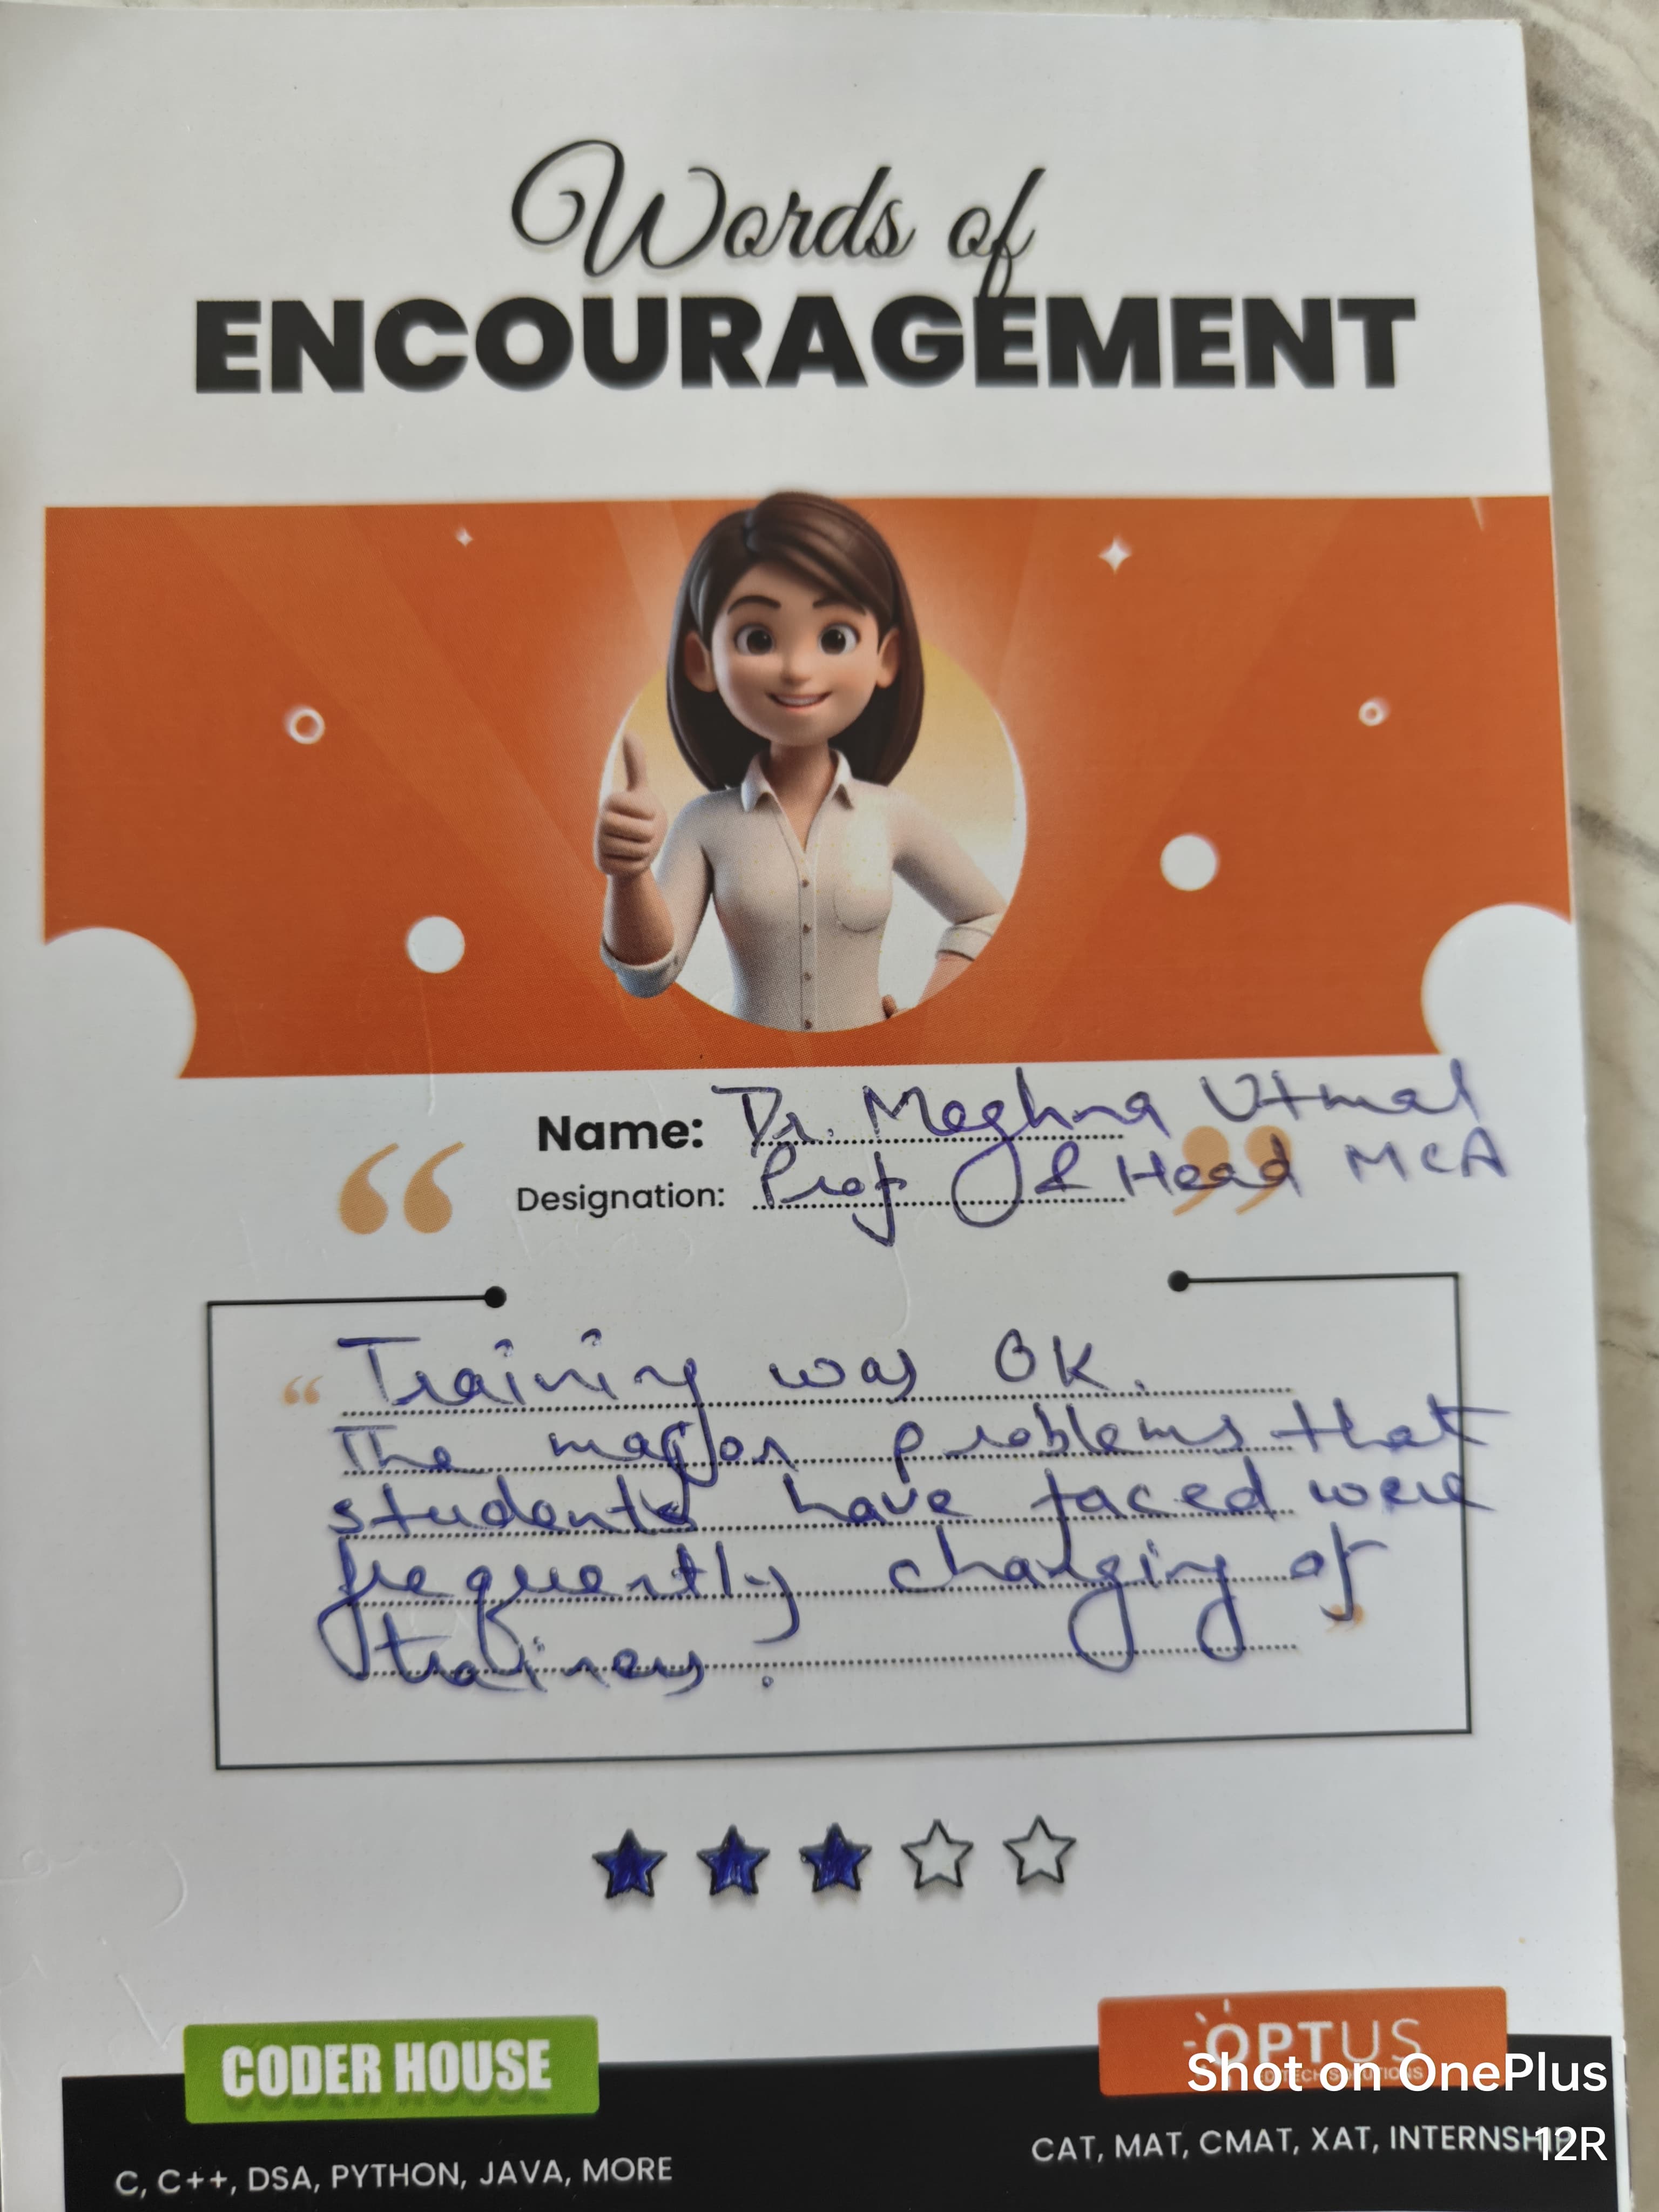 Words of
ENCOURAGEMENT
Name: Dr. Meghna Utmal
Designation: Prof & Head MCA
“ Training was OK.
The major problems that
students have faced were
frequently changing of
trainers. ”
CODER HOUSE
OPTUS
EDTECH SOLUTIONS
C, C++, DSA, PYTHON, JAVA, MORE
CAT, MAT, CMAT, XAT, INTERNSHIP
Shot on OnePlus
12R